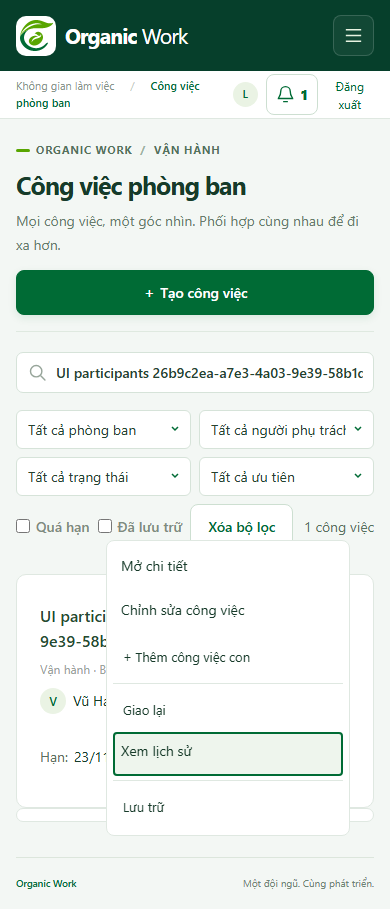 Organic Work
Không gian làm việc / Công việc phòng ban
L
1
Đăng xuất
ORGANIC WORK / VẬN HÀNH
Công việc phòng ban
Mọi công việc, một góc nhìn. Phối hợp cùng nhau để đi
xa hơn.
+ Tạo công việc
UI participants 26b9c2ea-a7e3-4a03-9e39-58b1
Tất cả phòng ban
Tất cả người phụ trách
Tất cả trạng thái
Tất cả ưu tiên
Quá hạn
Đã lưu trữ
Xóa bộ lọc
1 công việc
Mở chi tiết
Chỉnh sửa công việc
+ Thêm công việc con
Giao lại
Xem lịch sử
Lưu trữ
UI partici
9e39-58b
Vận hành · B
V
Vũ Hà
Hạn: 23/11
Organic Work
Một đội ngũ. Cùng phát triển.